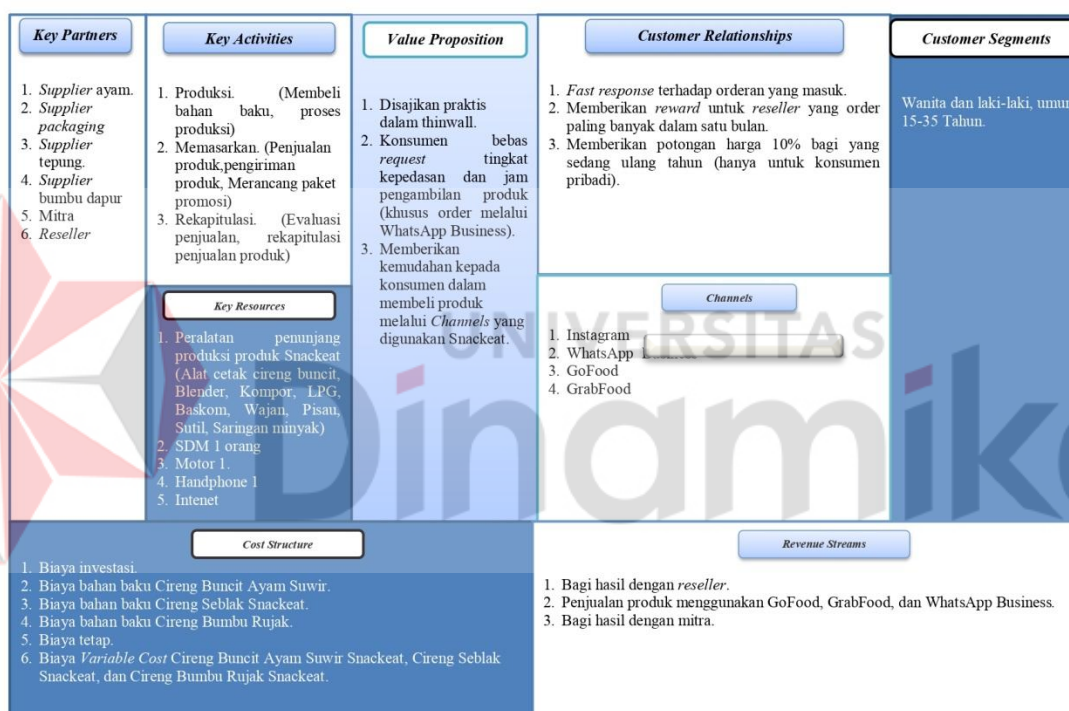 Key Partners
1. Supplier ayam.
2. Supplier
packaging
3. Supplier
tepung.
4. Supplier
bumbu dapur
5. Mitra
6. Reseller
Key Activities
1. Produksi. (Membeli
bahan baku, proses
produksi)
2. Memasarkan. (Penjualan
produk,pengiriman
produk, Merancang paket
promosi)
3. Rekapitulasi. (Evaluasi
penjualan, rekapitulasi
penjualan produk)
Key Resources
1. Peralatan penunjang
produksi produk Snackeat
(Alat cetak cireng buncit,
Blender, Kompor, LPG,
Baskom, Wajan, Pisau,
Sutil, Saringan minyak)
2. SDM 1 orang
3. Motor 1.
4. Handphone 1
5. Intenet
Value Proposition
1. Disajikan praktis
dalam thinwall.
2. Konsumen bebas
request tingkat
kepedasan dan jam
pengambilan produk
(khusus order melalui
WhatsApp Business).
3. Memberikan
kemudahan kepada
konsumen dalam
membeli produk
melalui Channels yang
digunakan Snackeat.
Customer Relationships
1. Fast response terhadap orderan yang masuk.
2. Memberikan reward untuk reseller yang order
paling banyak dalam satu bulan.
3. Memberikan potongan harga 10% bagi yang
sedang ulang tahun (hanya untuk konsumen
pribadi).
Channels
1. Instagram
2. WhatsApp
3. GoFood
4. GrabFood
Customer Segments
Wanita dan laki-laki, umur
15-35 Tahun.
Cost Structure
1. Biaya investasi.
2. Biaya bahan baku Cireng Buncit Ayam Suwir.
3. Biaya bahan baku Cireng Seblak Snackeat.
4. Biaya bahan baku Cireng Bumbu Rujak.
5. Biaya tetap.
6. Biaya Variable Cost Cireng Buncit Ayam Suwir Snackeat, Cireng Seblak
Snackeat, dan Cireng Bumbu Rujak Snackeat.
Revenue Streams
1. Bagi hasil dengan reseller.
2. Penjualan produk menggunakan GoFood, GrabFood, dan WhatsApp Business.
3. Bagi hasil dengan mitra.
UNIVERSITAS
Dinamika